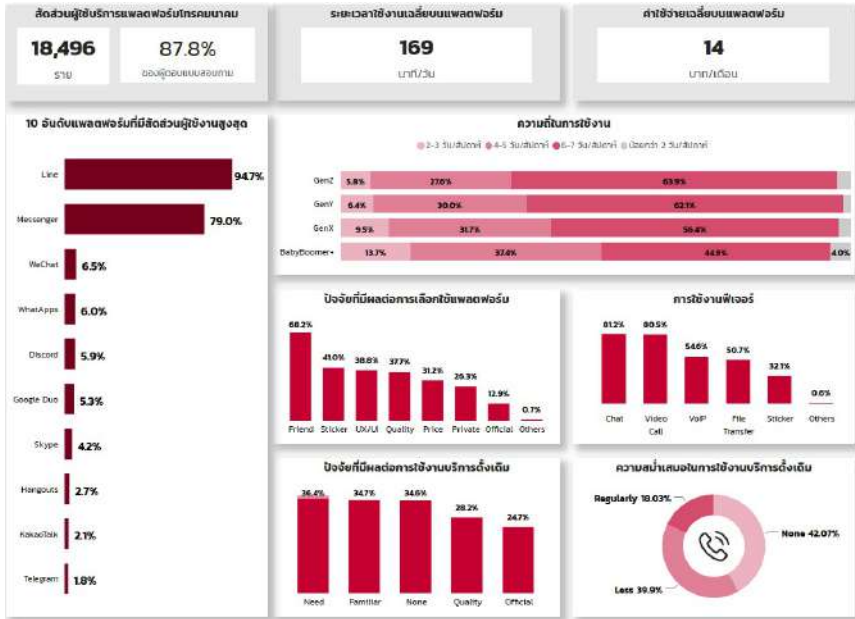 สัดส่วนผู้ใช้บริการแพลตฟอร์มโทรคมนาคม
18,496
ราย
87.8%
ของผู้ตอบแบบสอบถาม
ระยะเวลาใช้งานเฉลี่ยบนแพลตฟอร์ม
169
นาที/วัน
ค่าใช้จ่ายเฉลี่ยบนแพลตฟอร์ม
14
บาท/เดือน
10 อันดับแพลตฟอร์มที่มีสัดส่วนผู้ใช้งานสูงสุด
Line 94.7%
Messenger 79.0%
WeChat 6.5%
WhatApps 6.0%
Discord 5.9%
Google Duo 5.3%
Skype 4.2%
Hangouts 2.7%
KakaoTalk 2.1%
Telegram 1.8%
ความถี่ในการใช้งาน
2-3 วัน/สัปดาห์ 4-5 วัน/สัปดาห์ 6-7 วัน/สัปดาห์ น้อยกว่า 2 วัน/สัปดาห์
GenZ 5.8% 27.6% 63.9%
GenY 6.4% 30.0% 62.1%
GenX 9.5% 31.7% 56.4%
BabyBoomer+ 13.7% 37.4% 44.9% 4.0%
ปัจจัยที่มีผลต่อการเลือกใช้แพลตฟอร์ม
68.2% 41.0% 38.8% 37.7% 31.2% 26.3% 12.9% 0.7%
Friend Sticker UX/UI Quality Price Private Official Others
การใช้งานฟีเจอร์
81.2% 80.5% 54.6% 50.7% 32.1% 0.6%
Chat Video Call VoIP File Transfer Sticker Others
ปัจจัยที่มีผลต่อการใช้งานบริการดั้งเดิม
36.4% 34.7% 34.6% 28.2% 24.7%
Need Familiar None Quality Official
ความสม่ำเสมอในการใช้งานบริการดั้งเดิม
Regularly 18.03%
None 42.07%
Less 39.9%